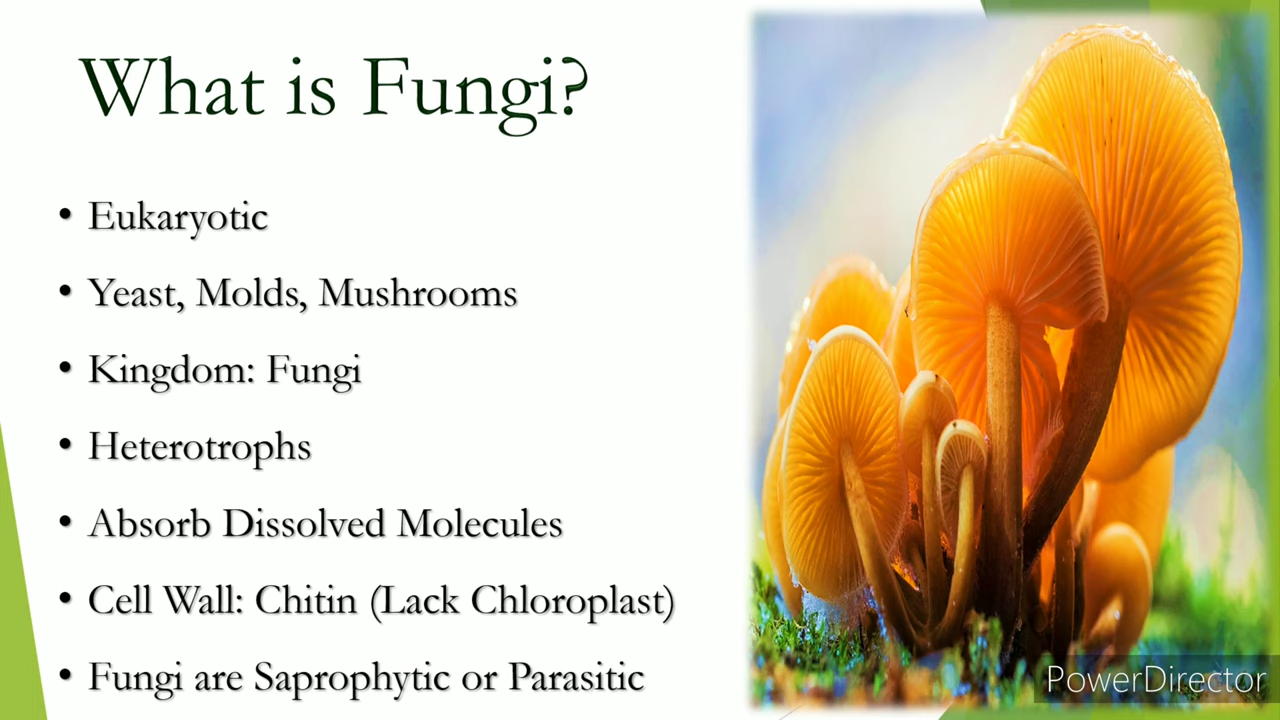 What is Fungi?
• Eukaryotic
• Yeast, Molds, Mushrooms
• Kingdom: Fungi
• Heterotrophs
• Absorb Dissolved Molecules
• Cell Wall: Chitin (Lack Chloroplast)
• Fungi are Saprophytic or Parasitic
PowerDirector